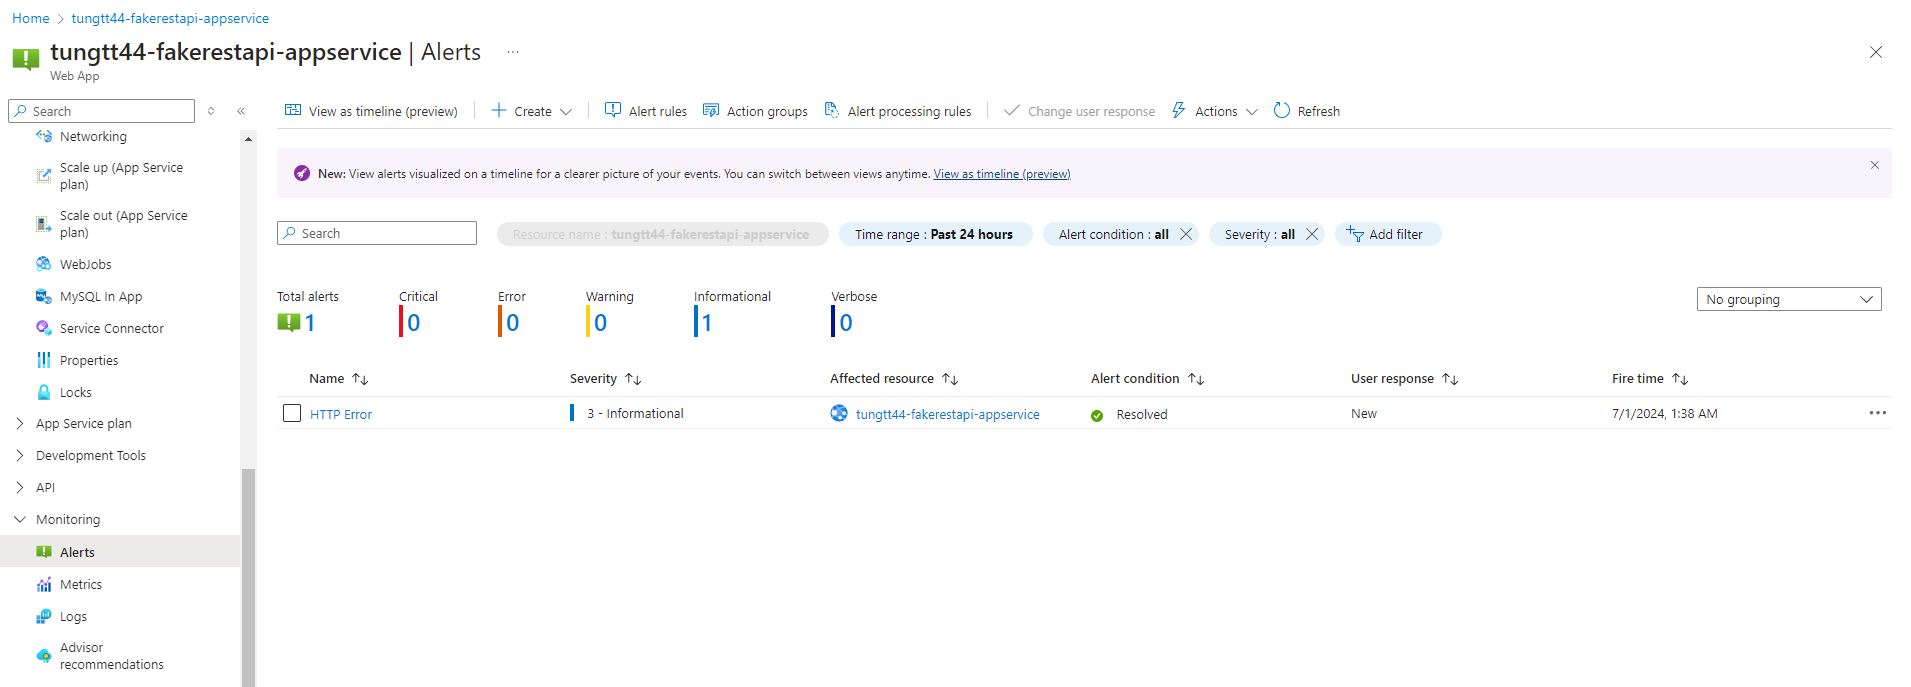 Home > tungtt44-fakerestapi-appservice
tungtt44-fakerestapi-appservice | Alerts ...
Web App
Search
Networking
Scale up (App Service
plan)
Scale out (App Service
plan)
WebJobs
MySQL In App
Service Connector
Properties
Locks
App Service plan
Development Tools
API
Monitoring
Alerts
Metrics
Logs
Advisor
recommendations
View as timeline (preview) Create Alert rules Action groups Alert processing rules Change user response Actions Refresh
New: View alerts visualized on a timeline for a clearer picture of your events. You can switch between views anytime. View as timeline (preview)
Search Resource name : tungtt44-fakerestapi-appservice Time range : Past 24 hours Alert condition : all Severity : all Add filter
Total alerts Critical Error Warning Informational Verbose
1 0 0 0 1 0
No grouping
Name Severity Affected resource Alert condition User response Fire time
HTTP Error 3 - Informational tungtt44-fakerestapi-appservice Resolved New 7/1/2024, 1:38 AM